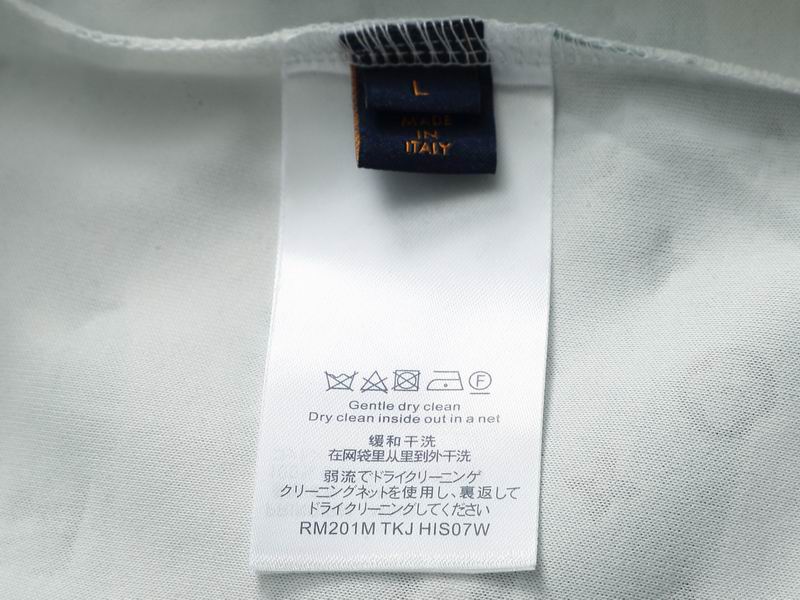 L
MADE
IN
ITALY
F
Gentle dry clean
Dry clean inside out in a net
缓和干洗
在网袋里从里到外干洗
弱流でドライクリーニンゲ
クリーニングネットを使用し、裏返して
ドライクリーニングしてください
RM201M TKJ HIS07W